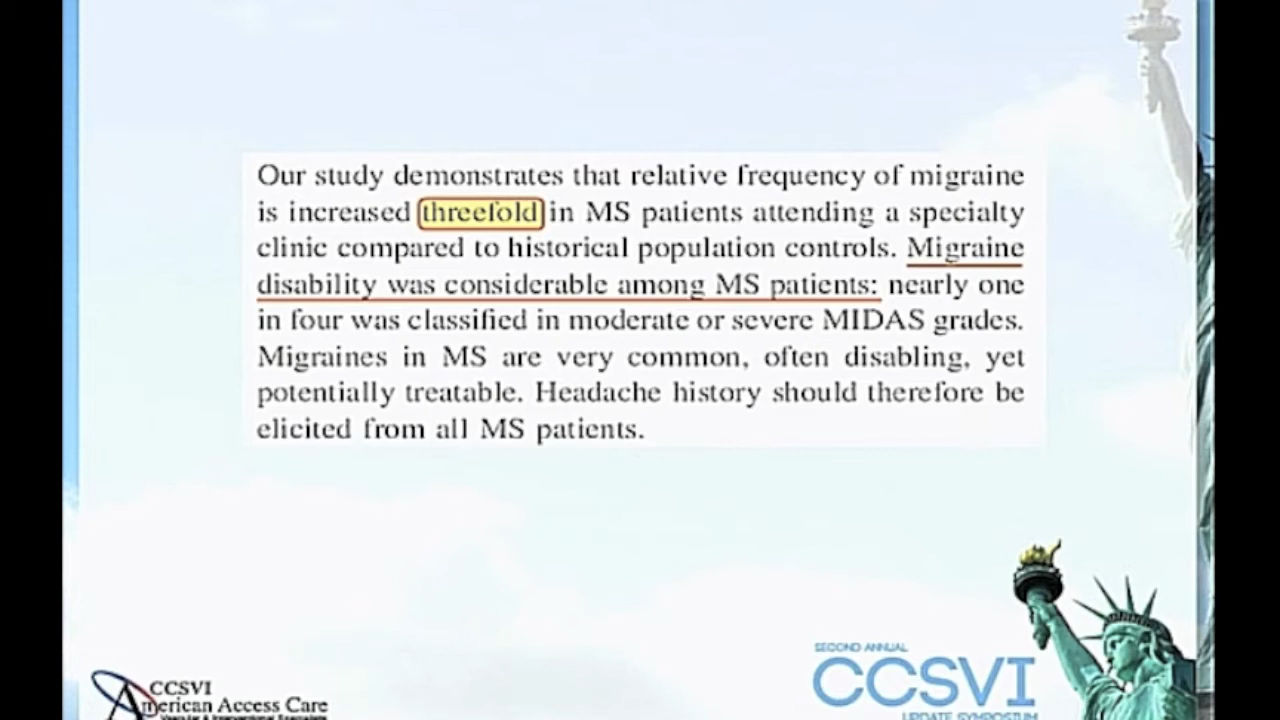 Our study demonstrates that relative frequency of migraine
is increased threefold in MS patients attending a specialty
clinic compared to historical population controls. Migraine
disability was considerable among MS patients: nearly one
in four was classified in moderate or severe MIDAS grades.
Migraines in MS are very common, often disabling, yet
potentially treatable. Headache history should therefore be
elicited from all MS patients.
SECOND ANNUAL
CCSVI
UPDATE SYMPOSIUM
CCSVI
American Access Care
Vascular & Interventional Specialists